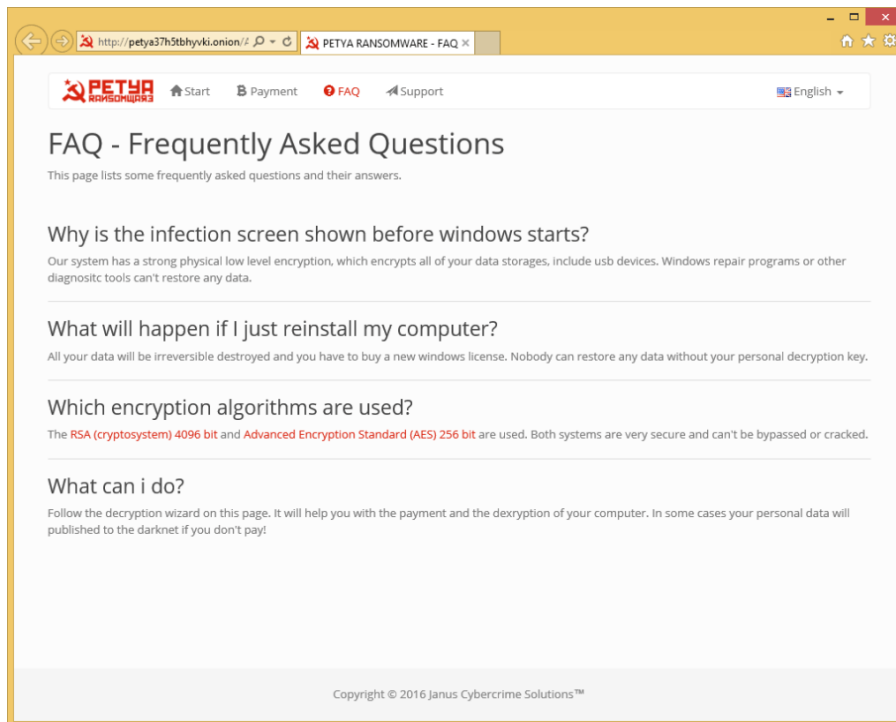 http://petya37h5tbhyvki.onion/
PETYA RANSOMWARE - FAQ
PETYA
RANSOMWAR3
Start
Payment
FAQ
Support
English
FAQ - Frequently Asked Questions
This page lists some frequently asked questions and their answers.
Why is the infection screen shown before windows starts?
Our system has a strong physical low level encryption, which encrypts all of your data storages, include usb devices. Windows repair programs or other
diagnositc tools can't restore any data.
What will happen if I just reinstall my computer?
All your data will be irreversible destroyed and you have to buy a new windows license. Nobody can restore any data without your personal decryption key.
Which encryption algorithms are used?
The RSA (cryptosystem) 4096 bit and Advanced Encryption Standard (AES) 256 bit are used. Both systems are very secure and can't be bypassed or cracked.
What can i do?
Follow the decryption wizard on this page. It will help you with the payment and the dexryption of your computer. In some cases your personal data will
published to the darknet if you don't pay!
Copyright © 2016 Janus Cybercrime Solutions™